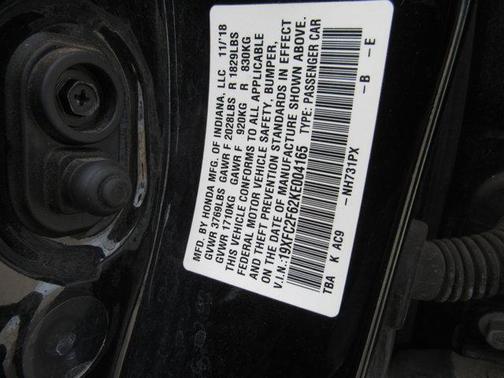 MFD. BY HONDA MFG. OF INDIANA, LLC 11/'18
GVWR 3769LBS GAWR F 2028LBS R 1829LBS
GVWR 1710KG GAWR F 920KG R 830KG
THIS VEHICLE CONFORMS TO ALL APPLICABLE
FEDERAL MOTOR VEHICLE SAFETY, BUMPER,
AND THEFT PREVENTION STANDARDS IN EFFECT
ON THE DATE OF MANUFACTURE SHOWN ABOVE.
V.I.N.:19XFC2F62KE004165 TYPE: PASSENGER CAR
-NH731PX -B -E
TBA K AC9